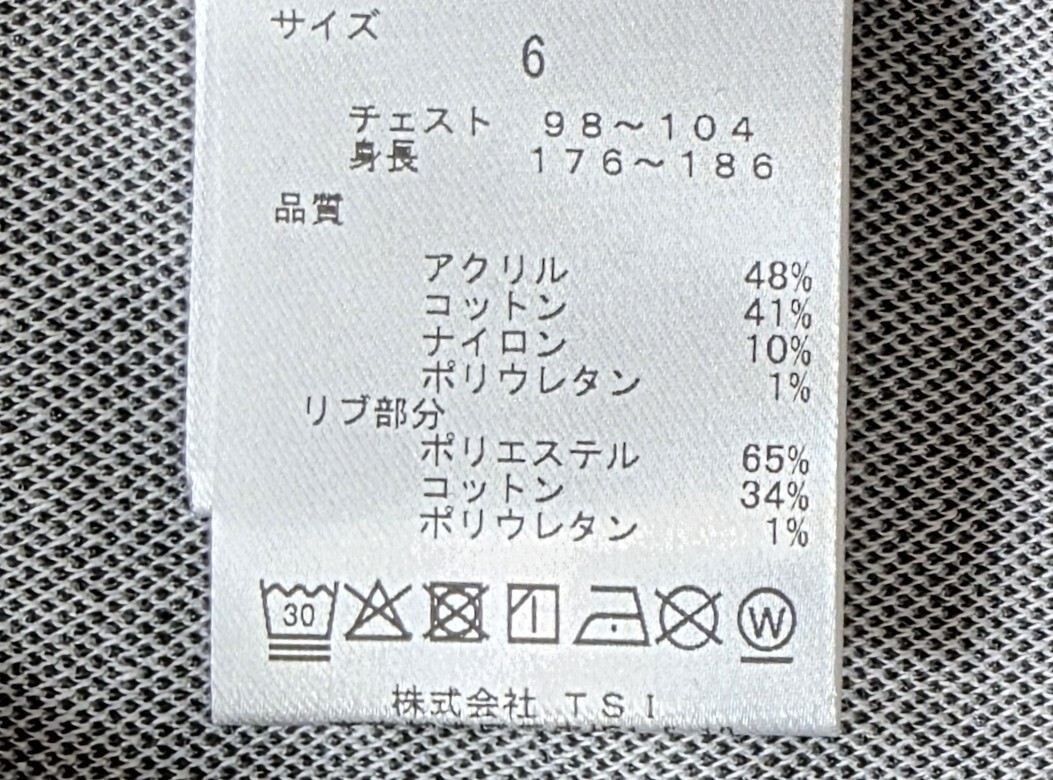 サイズ
6
チェスト 98～104
身長 176～186
品質
アクリル 48%
コットン 41%
ナイロン 10%
ポリウレタン 1%
リブ部分
ポリエステル 65%
コットン 34%
ポリウレタン 1%
30 W
株式会社 TSI